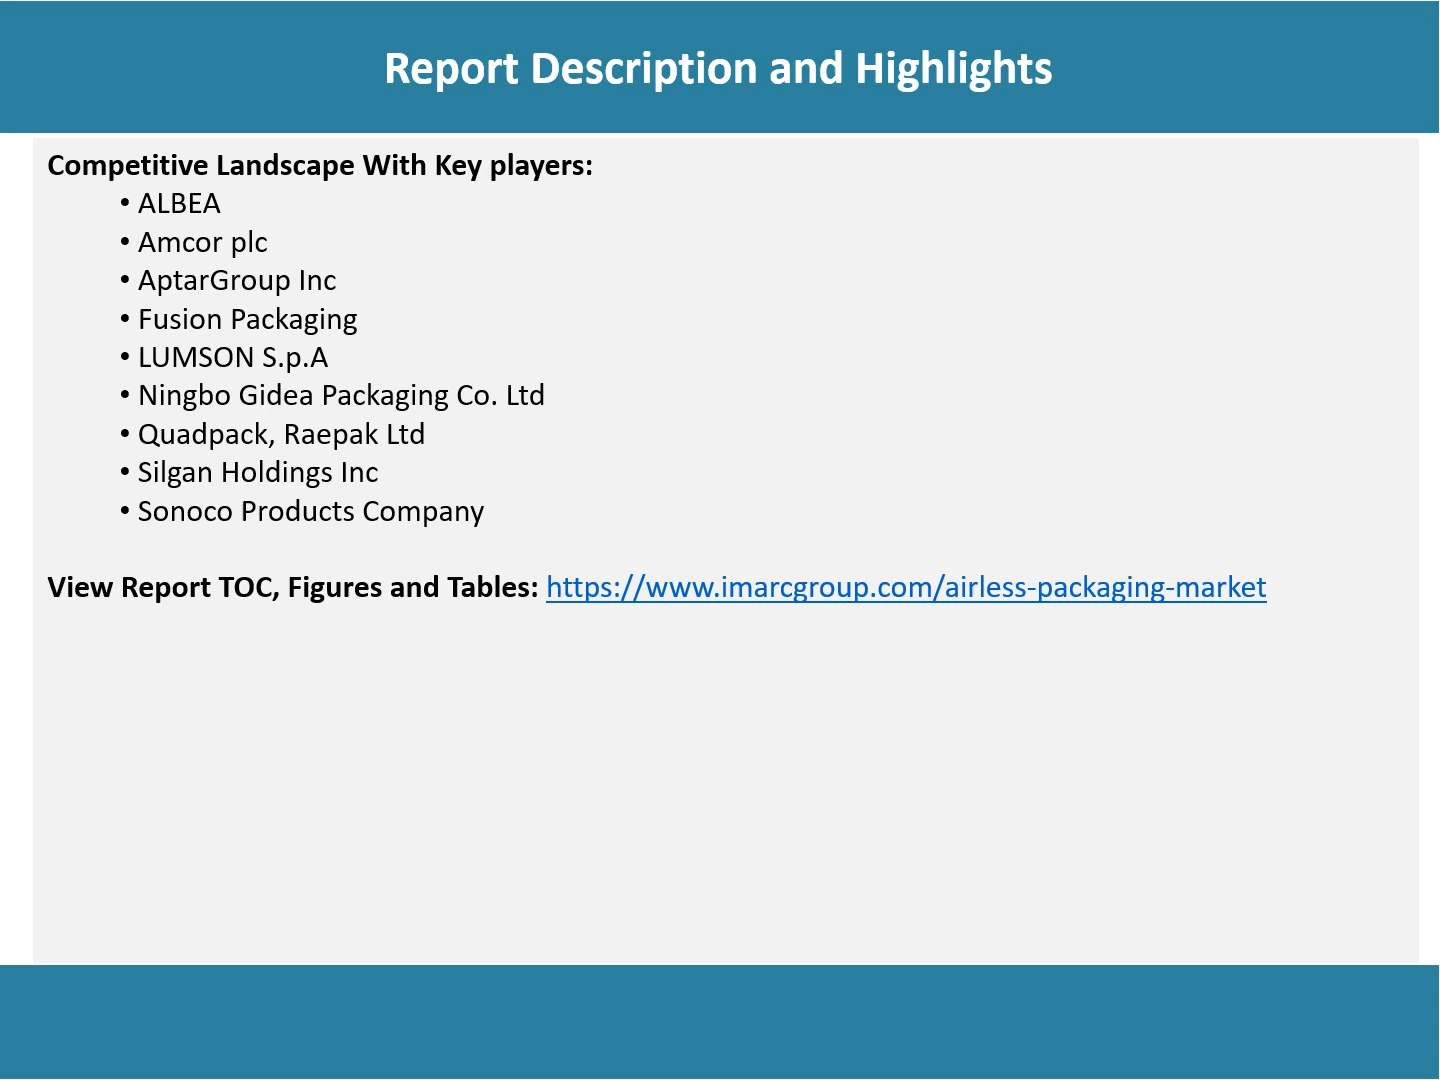 Report Description and Highlights
Competitive Landscape With Key players:
• ALBEA
• Amcor plc
• AptarGroup Inc
• Fusion Packaging
• LUMSON S.p.A
• Ningbo Gidea Packaging Co. Ltd
• Quadpack, Raepak Ltd
• Silgan Holdings Inc
• Sonoco Products Company
View Report TOC, Figures and Tables: https://www.imarcgroup.com/airless-packaging-market